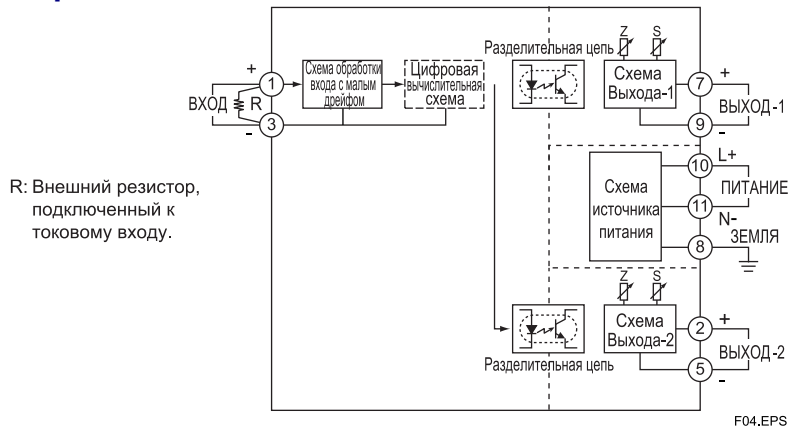 Z S
Разделительная цепь
+
1
ВХОД
R
-
3
Схема обработки
входа с малым
дрейфом
Цифровая
вычислительная
схема
Схема
Выхода-1
7
+
ВЫХОД-1
9
-
10
L+
ПИТАНИЕ
11
N-
8
ЗЕМЛЯ
Схема
источника
питания
R: Внешний резистор,
подключенный к
токовому входу.
Z S
Схема
Выхода-2
2
+
ВЫХОД-2
5
-
Разделительная цепь
F04.EPS